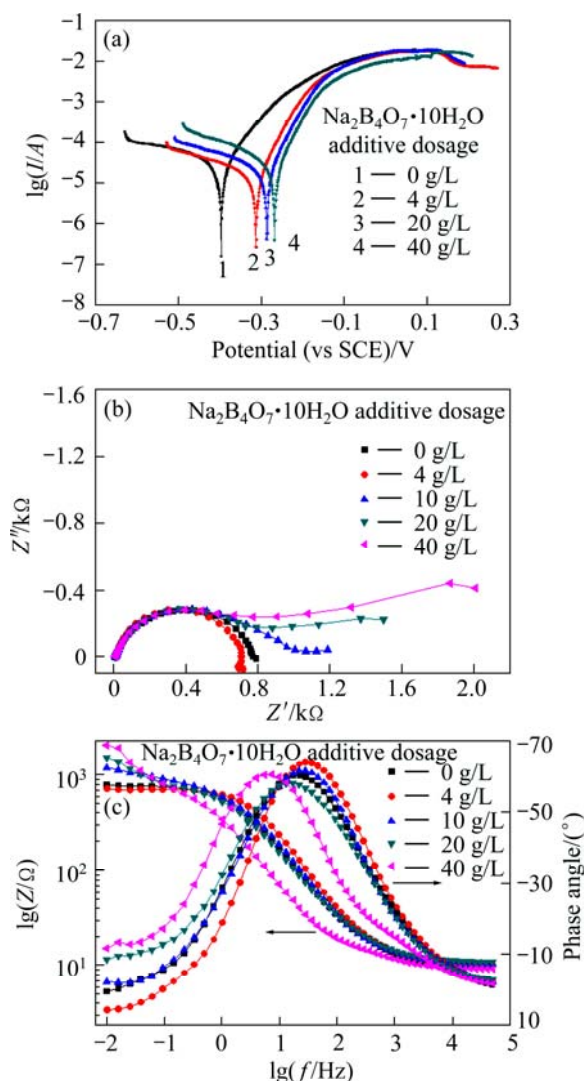 (a)
−1
−2
−3
−4
−5
−6
−7
−8
lg(I/A)
Na₂B₄O₇•10H₂O
additive dosage
1 — 0 g/L
2 — 4 g/L
3 — 20 g/L
4 — 40 g/L
1
2
3
4
−0.7 −0.5 −0.3 −0.1 0.1 0.3
Potential (vs SCE)/V
(b)
Na₂B₄O₇•10H₂O additive dosage
−1.6
−1.2
−0.8
−0.4
0
Z″/kΩ
0 g/L
4 g/L
10 g/L
20 g/L
40 g/L
0 0.4 0.8 1.2 1.6 2.0
Z′/kΩ
Na₂B₄O₇•10H₂O additive dosage
(c)
10³
10²
10¹
lg(Z/Ω)
0 g/L
4 g/L
10 g/L
20 g/L
40 g/L
−70
−50
−30
−10
10
Phase angle/(°)
−2 −1 0 1 2 3 4 5
lg(f/Hz)